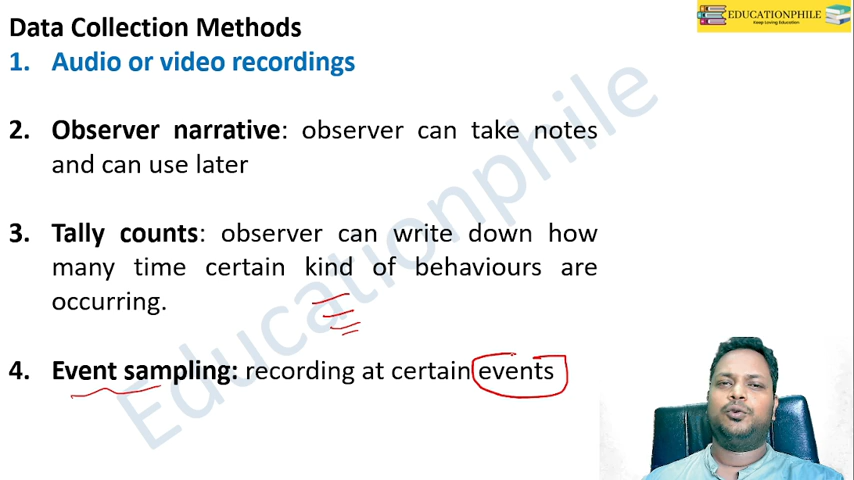 Data Collection Methods
EDUCATIONPHILE
Keep Loving Education
1. Audio or video recordings
2. Observer narrative: observer can take notes
and can use later
3. Tally counts: observer can write down how
many time certain kind of behaviours are
occurring.
4. Event sampling: recording at certain events
Educationphile